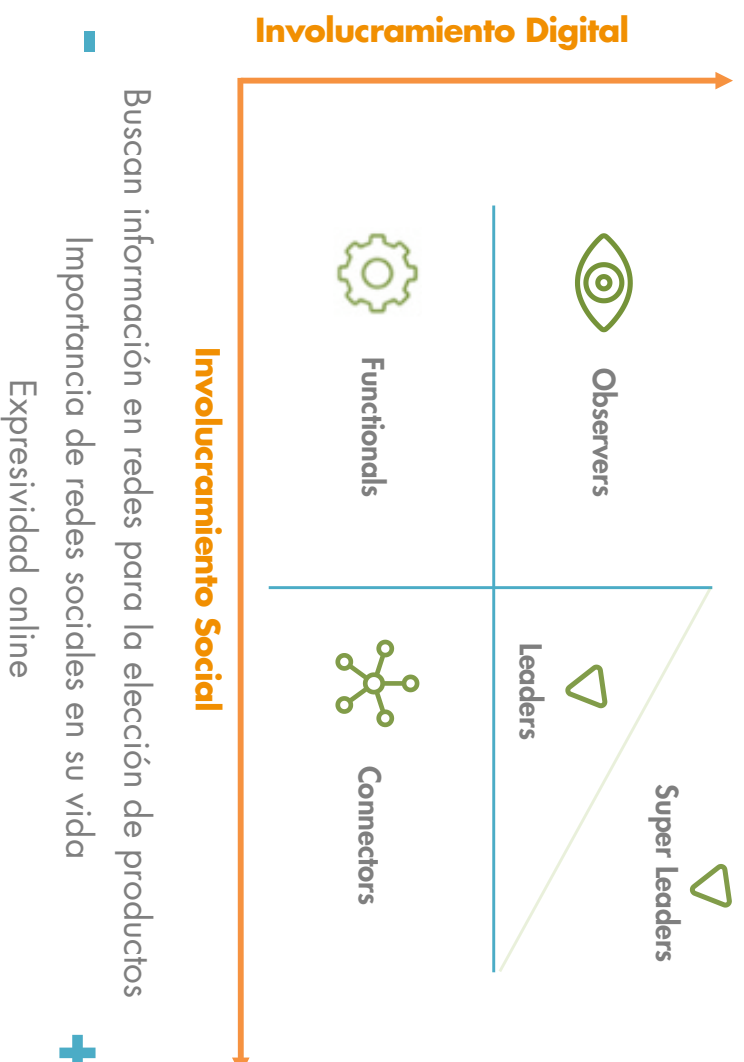 Involucramiento Digital
Observers
Super Leaders
Leaders
Functionals
Connectors
Involucramiento Social
Buscan información en redes para la elección de productos
Importancia de redes sociales en su vida
Expresividad online
- +